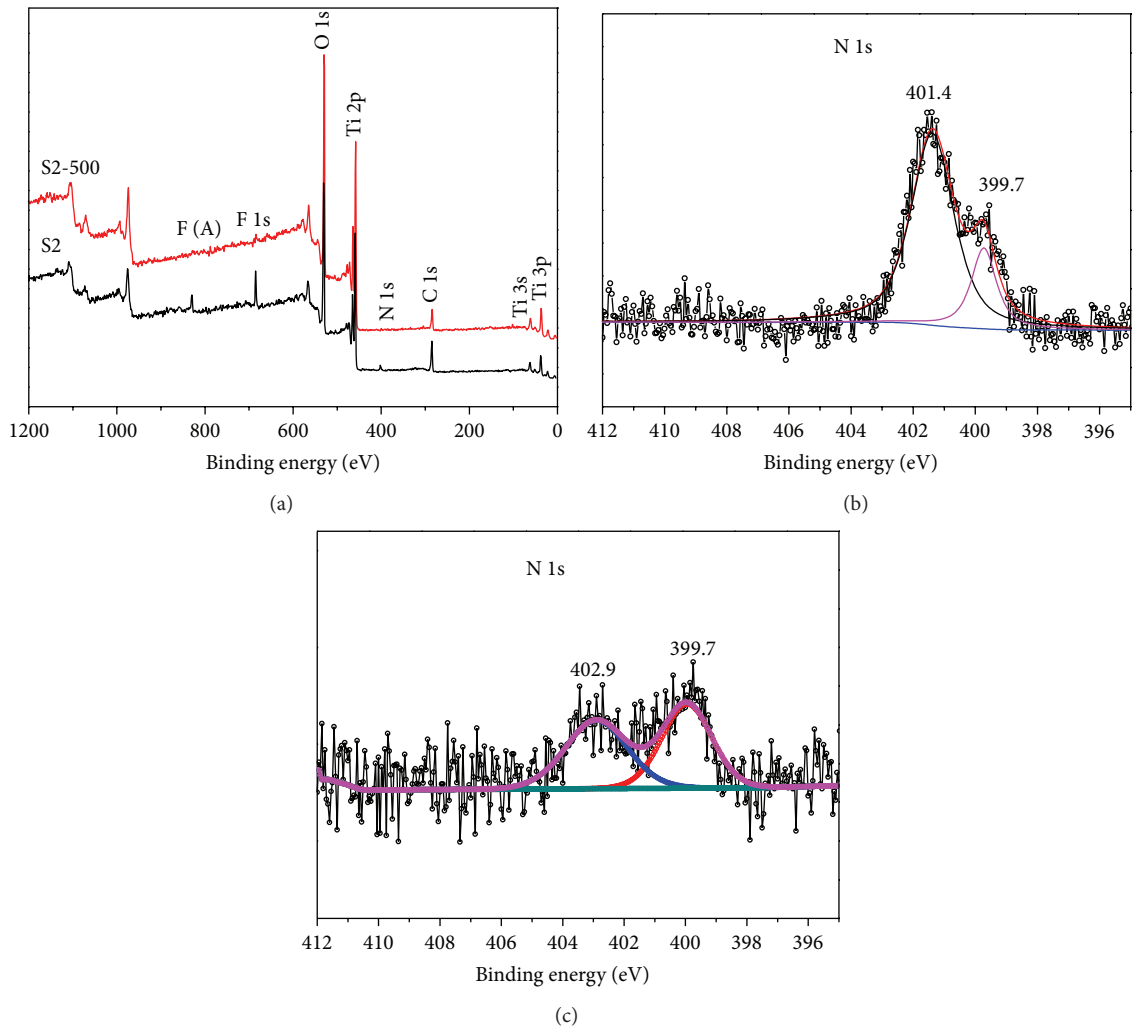 O 1s
Ti 2p
S2-500
F (A)
F 1s
S2
N 1s
C 1s
Ti 3s
Ti 3p
1200 1000 800 600 400 200 0
Binding energy (eV)
(a)
N 1s
401.4
399.7
412 410 408 406 404 402 400 398 396
Binding energy (eV)
(b)
N 1s
402.9
399.7
412 410 408 406 404 402 400 398 396
Binding energy (eV)
(c)